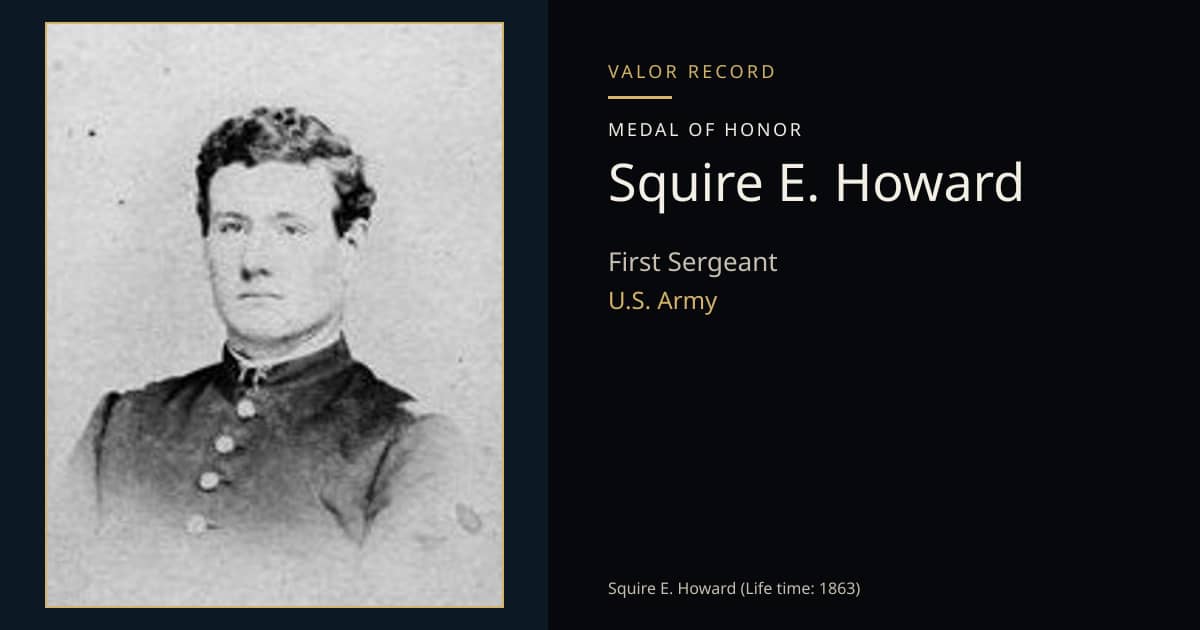 VALOR RECORD
MEDAL OF HONOR
Squire E. Howard
First Sergeant
U.S. Army
Squire E. Howard (Life time: 1863)